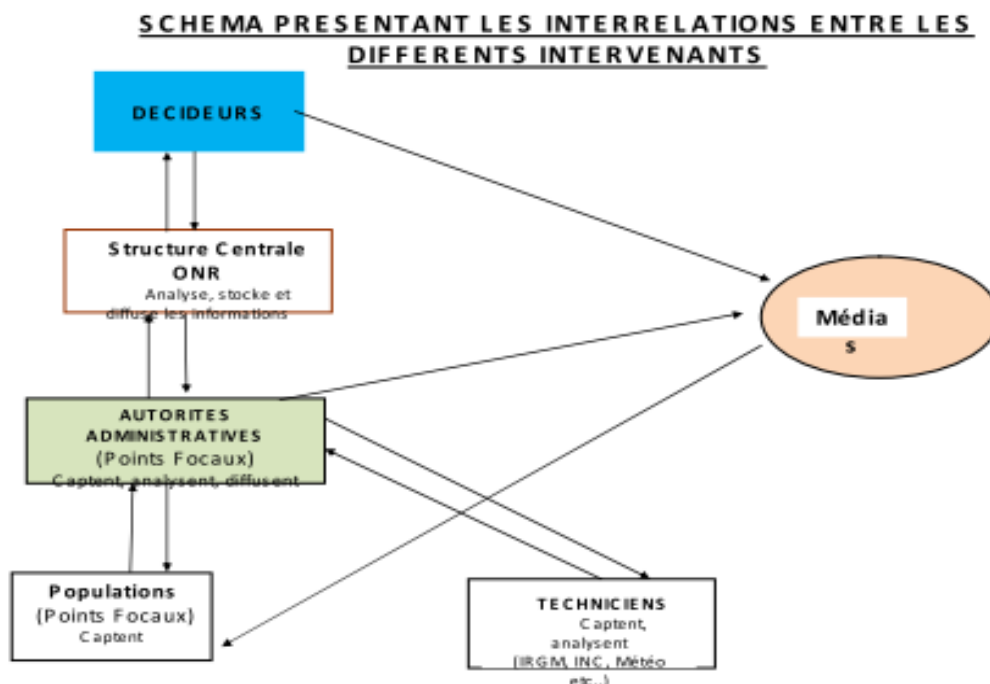 SCHEMA PRESENTANT LES INTERRELATIONS ENTRE LES
DIFFERENTS INTERVENANTS
DECIDEURS
Structure Centrale
ONR
Analyse, stocke et
diffuse les informations
Média
s
AUTORITES
ADMINISTRATIVES
(Points Focaux)
Captent, analysent, diffusent
Populations
(Points Focaux)
Captent
TECHNICIENS
Captent,
analysent
(IRGM, INC, Météo
etc..)